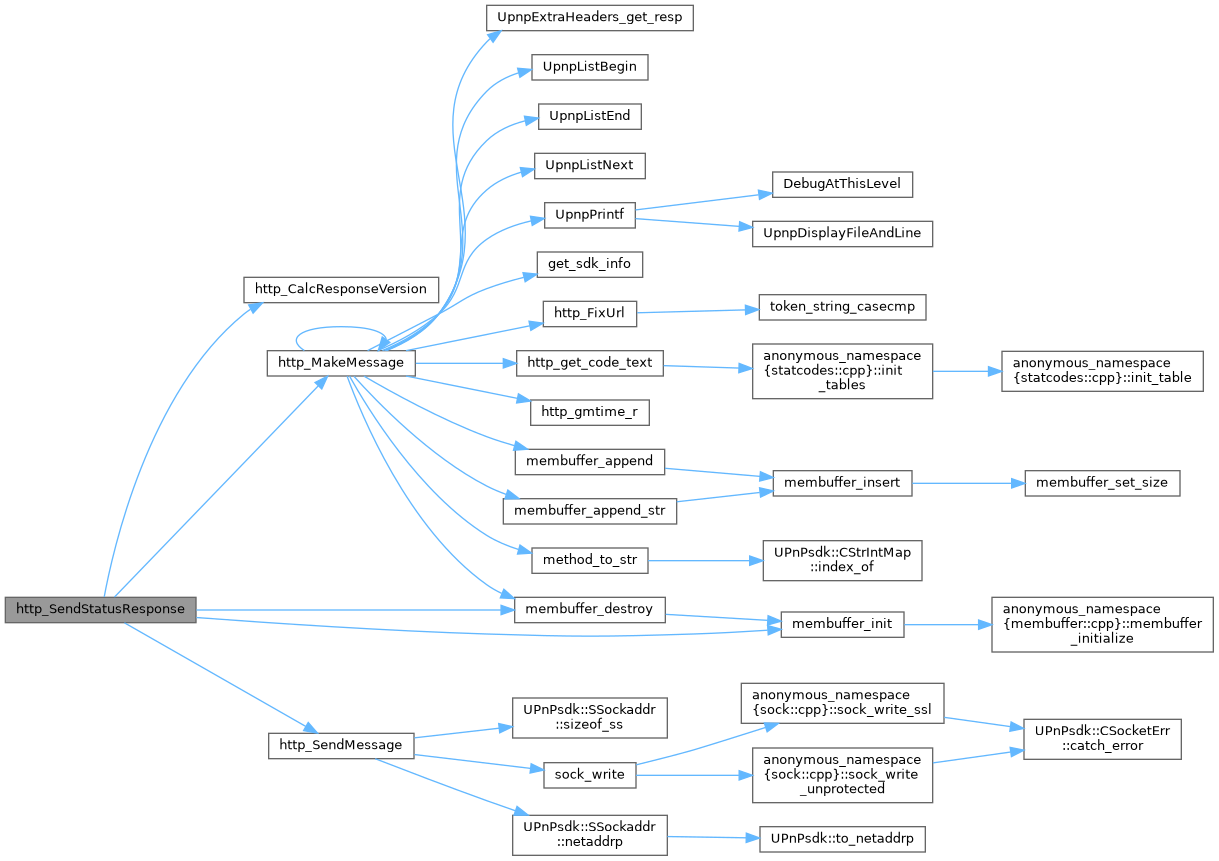 UpnpExtraHeaders_get_resp
UpnpListBegin
UpnpListEnd
UpnpListNext
DebugAtThisLevel
UpnpPrintf
UpnpDisplayFileAndLine
get_sdk_info
http_CalcResponseVersion
token_string_casecmp
http_FixUrl
http_MakeMessage
http_get_code_text
anonymous_namespace
{statcodes::cpp}::init
_tables
anonymous_namespace
{statcodes::cpp}::init_table
http_gmtime_r
membuffer_append
membuffer_insert
membuffer_set_size
membuffer_append_str
method_to_str
UPnPsdk::CStrIntMap
::index_of
http_SendStatusResponse
membuffer_destroy
membuffer_init
anonymous_namespace
{membuffer::cpp}::membuffer
_initialize
UPnPsdk::SSockaddr
::sizeof_ss
anonymous_namespace
{sock::cpp}::sock_write_ssl
http_SendMessage
UPnPsdk::CSocketErr
::catch_error
sock_write
anonymous_namespace
{sock::cpp}::sock_write
_unprotected
UPnPsdk::SSockaddr
::netaddrp
UPnPsdk::to_netaddrp